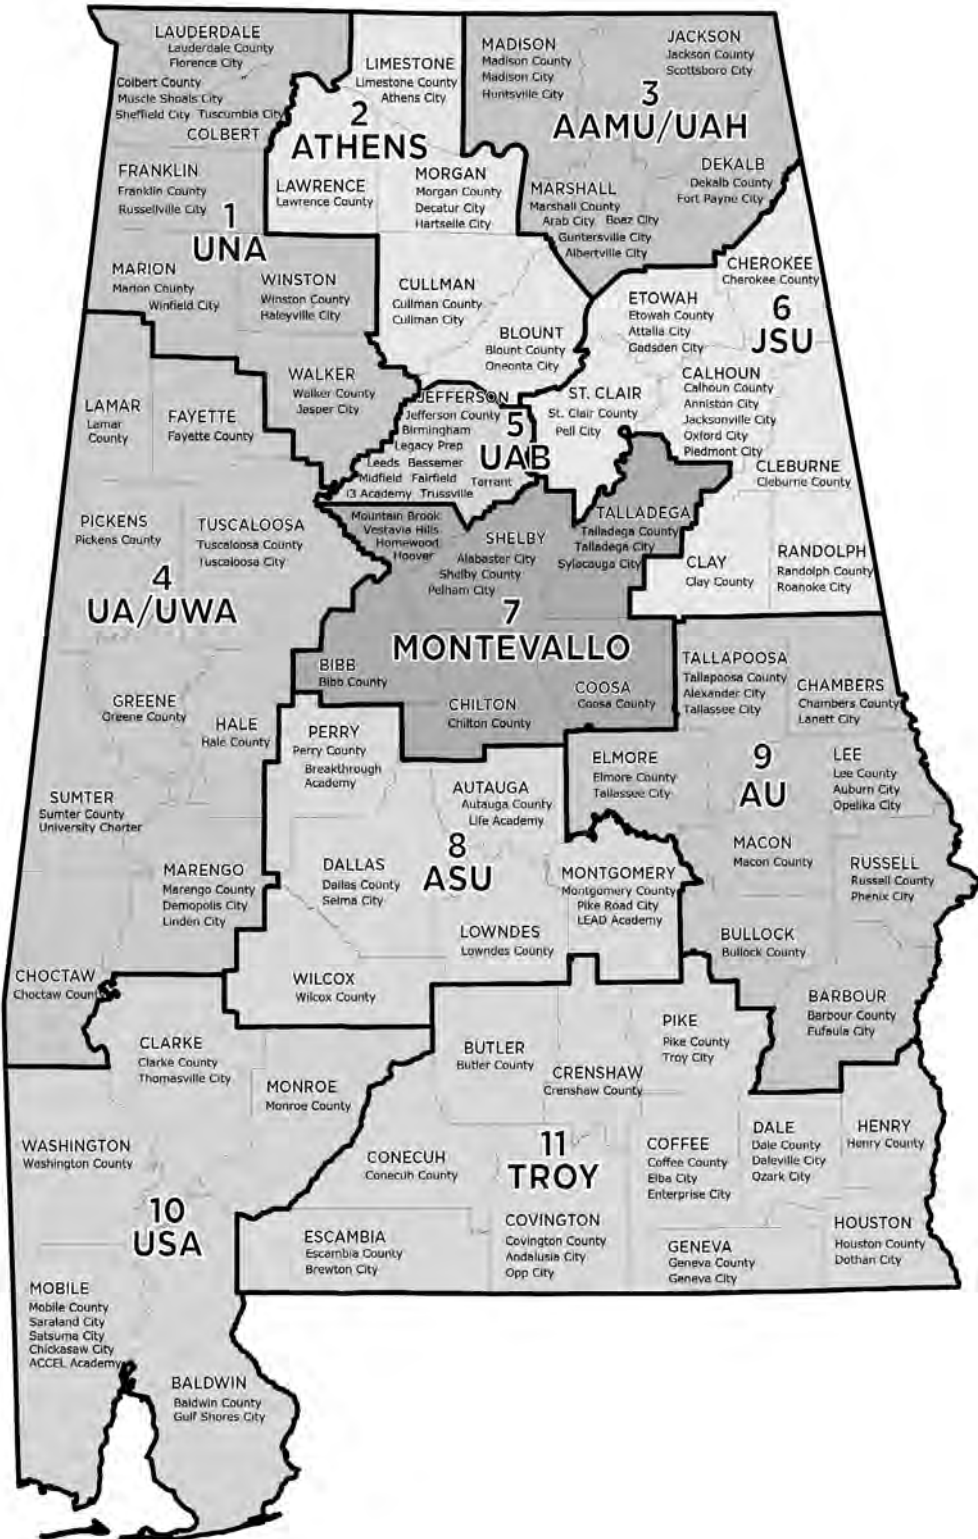 LAUDERDALE
Lauderdale County
Florence City
Colbert County
Muscle Shoals City
Sheffield City Tuscumbia City
COLBERT
FRANKLIN
Franklin County
Russellville City
1
UNA
MARION
Marion County
Winfield City
WINSTON
Winston County
Haleyville City
WALKER
Walker County
Jasper City
LIMESTONE
Limestone County
Athens City
2
ATHENS
LAWRENCE
Lawrence County
MORGAN
Morgan County
Decatur City
Hartselle City
CULLMAN
Cullman County
Cullman City
BLOUNT
Blount County
Oneonta City
MADISON
Madison County
Madison City
Huntsville City
JACKSON
Jackson County
Scottsboro City
3
AAMU/UAH
DEKALB
Dekalb County
Fort Payne City
MARSHALL
Marshall County
Arab City Boaz City
Guntersville City
Albertville City
CHEROKEE
Cherokee County
6
JSU
ETOWAH
Etowah County
Attalla City
Gadsden City
CALHOUN
Calhoun County
Anniston City
Jacksonville City
Oxford City
Piedmont City
ST. CLAIR
St. Clair County
Pell City
CLEBURNE
Cleburne County
CLAY
Clay County
RANDOLPH
Randolph County
Roanoke City
JEFFERSON
Jefferson County
Birmingham
Legacy Prep
Leeds Bessemer
Midfield Fairfield Tarrant
i3 Academy Trussville
5
UAB
LAMAR
Lamar
County
FAYETTE
Fayette County
PICKENS
Pickens County
TUSCALOOSA
Tuscaloosa County
Tuscaloosa City
4
UA/UWA
GREENE
Greene County
HALE
Hale County
SUMTER
Sumter County
University Charter
MARENGO
Marengo County
Demopolis City
Linden City
CHOCTAW
Choctaw County
Mountain Brook
Vestavia Hills
Homewood
Hoover
SHELBY
Alabaster City
Shelby County
Pelham City
TALLADEGA
Talladega County
Talladega City
Sylacauga City
7
MONTEVALLO
BIBB
Bibb County
CHILTON
Chilton County
COOSA
Coosa County
PERRY
Perry County
Breakthrough
Academy
AUTAUGA
Autauga County
Life Academy
8
ASU
DALLAS
Dallas County
Selma City
MONTGOMERY
Montgomery County
Pike Road City
LEAD Academy
LOWNDES
Lowndes County
WILCOX
Wilcox County
TALLAPOOSA
Tallapoosa County
Alexander City
Tallassee City
CHAMBERS
Chambers County
Lanett City
ELMORE
Elmore County
Tallassee City
9
AU
LEE
Lee County
Auburn City
Opelika City
MACON
Macon County
RUSSELL
Russell County
Phenix City
BULLOCK
Bullock County
BARBOUR
Barbour County
Eufaula City
CLARKE
Clarke County
Thomasville City
MONROE
Monroe County
WASHINGTON
Washington County
10
USA
MOBILE
Mobile County
Saraland City
Satsuma City
Chickasaw City
ACCEL Academy
BALDWIN
Baldwin County
Gulf Shores City
BUTLER
Butler County
CRENSHAW
Crenshaw County
PIKE
Pike County
Troy City
CONECUH
Conecuh County
11
TROY
COFFEE
Coffee County
Elba City
Enterprise City
DALE
Dale County
Daleville City
Ozark City
HENRY
Henry County
ESCAMBIA
Escambia County
Brewton City
COVINGTON
Covington County
Andalusia City
Opp City
GENEVA
Geneva County
Geneva City
HOUSTON
Houston County
Dothan City